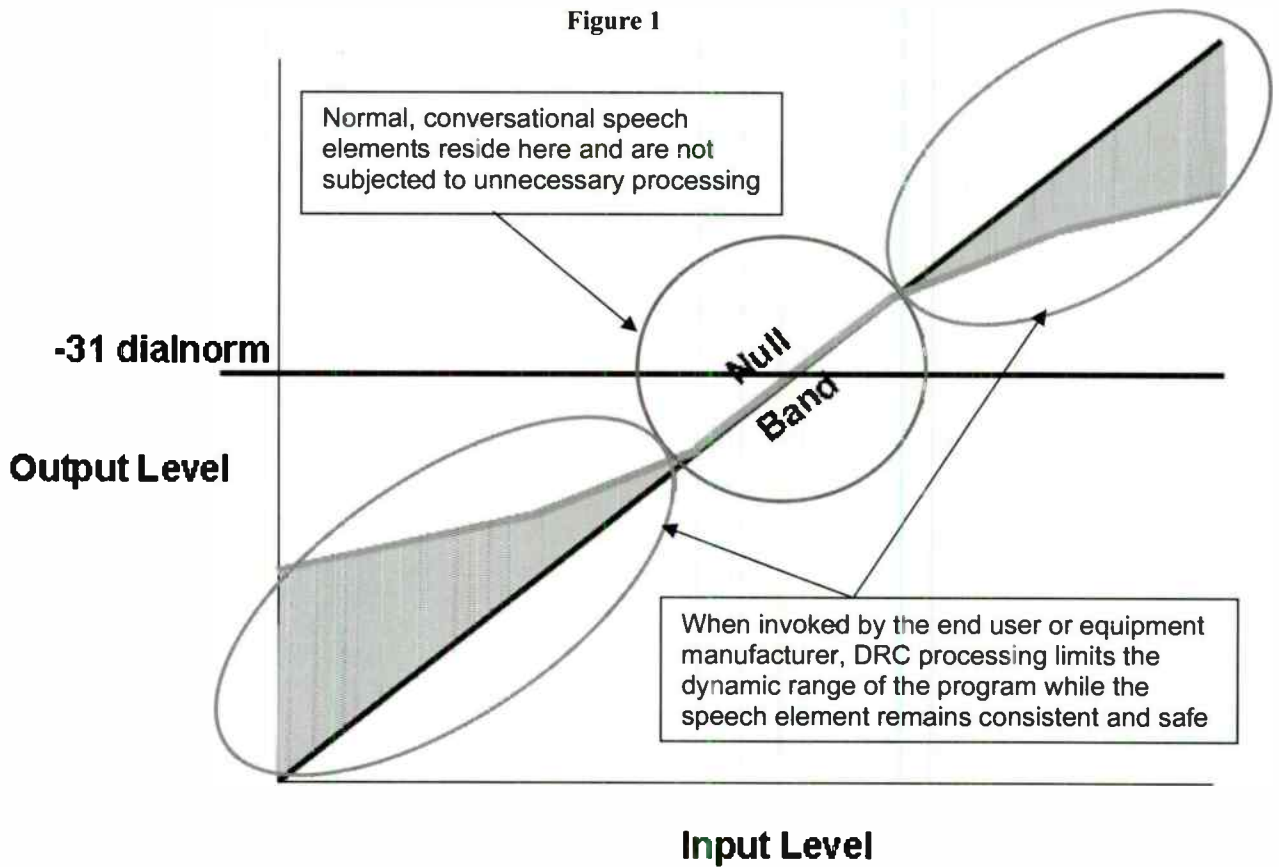 Figure 1
Normal, conversational speech
elements reside here and are not
subjected to unnecessary processing
-31 dialnorm
Null
Band
Output Level
When invoked by the end user or equipment
manufacturer, DRC processing limits the
dynamic range of the program while the
speech element remains consistent and safe
Input Level